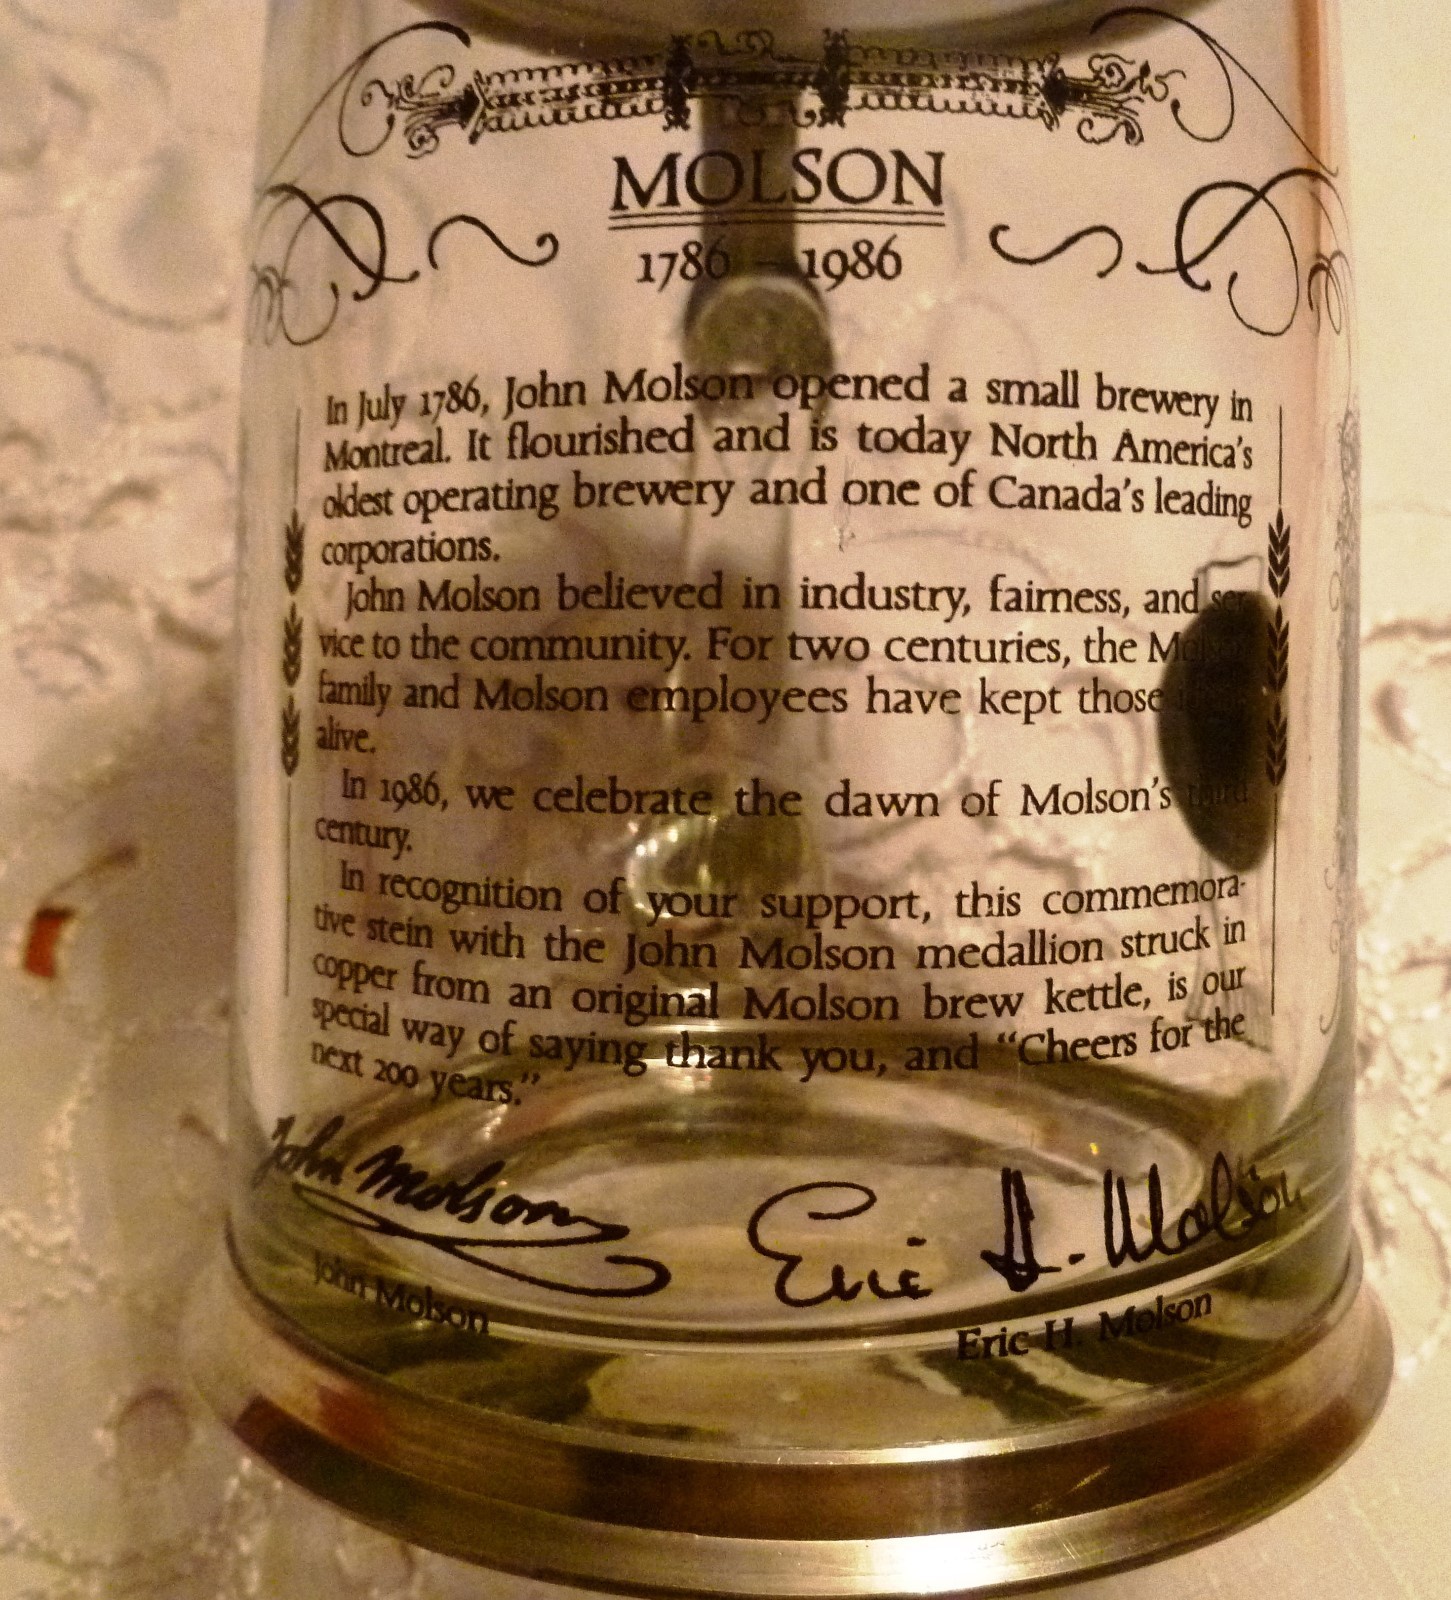 MOLSON
1786 – 1986
In July 1786, John Molson opened a small brewery in
Montreal. It flourished and is today North America's
oldest operating brewery and one of Canada's leading
corporations.
John Molson believed in industry, fairness, and ser
vice to the community. For two centuries, the Molson
family and Molson employees have kept those
alive.
In 1986, we celebrate the dawn of Molson's third
century.
In recognition of your support, this commemora-
tive stein with the John Molson medallion struck in
copper from an original Molson brew kettle, is our
special way of saying thank you, and “Cheers for the
next 200 years.”
John Molson
Eric H. Molson
John Molson
Eric H. Molson